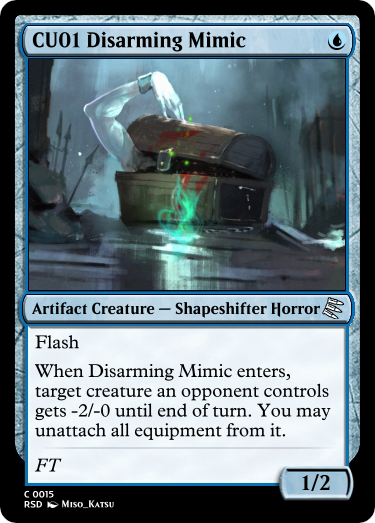 CU01 Disarming Mimic
Artifact Creature — Shapeshifter Horror
Flash
When Disarming Mimic enters,
target creature an opponent controls
gets -2/-0 until end of turn. You may
unattach all equipment from it.
FT
1/2
C 0015
RSD Miso_Katsu